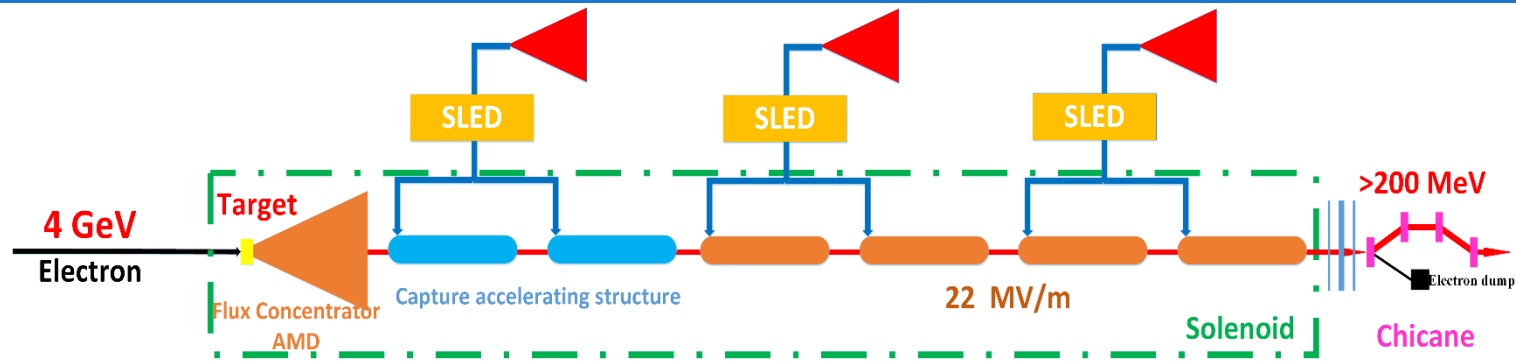 SLED
SLED
SLED
4 GeV
Electron
Target
Flux Concentrator
AMD
Capture accelerating structure
22 MV/m
Solenoid
>200 MeV
Electron dump
Chicane